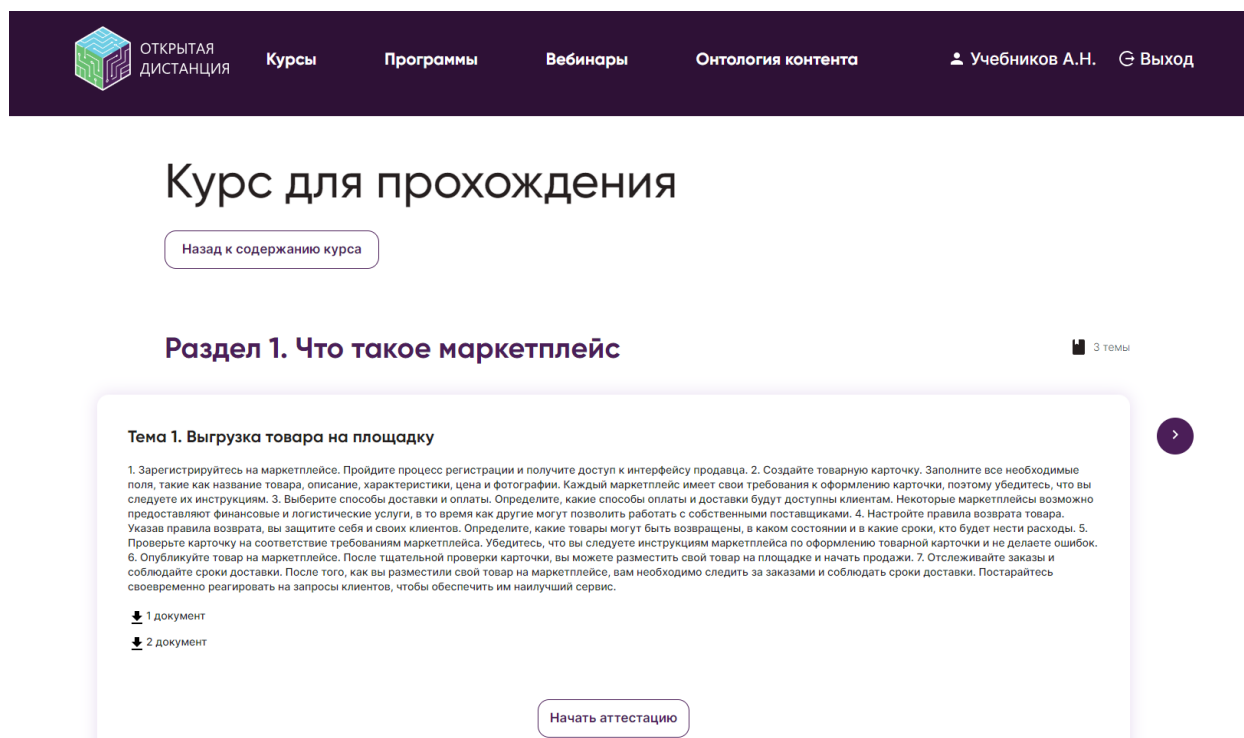 ОТКРЫТАЯ
ДИСТАНЦИЯ
Курсы Программы Вебинары Онтология контента Учебников А.Н. Выход
Курс для прохождения
Назад к содержанию курса
Раздел 1. Что такое маркетплейс
3 темы
Тема 1. Выгрузка товара на площадку
1. Зарегистрируйтесь на маркетплейсе. Пройдите процесс регистрации и получите доступ к интерфейсу продавца. 2. Создайте товарную карточку. Заполните все необходимые
поля, такие как название товара, описание, характеристики, цена и фотографии. Каждый маркетплейс имеет свои требования к оформлению карточки, поэтому убедитесь, что вы
следуете их инструкциям. 3. Выберите способы доставки и оплаты. Определите, какие способы оплаты и доставки будут доступны клиентам. Некоторые маркетплейсы возможно
предоставляют финансовые и логистические услуги, в то время как другие могут позволить работать с собственными поставщиками. 4. Настройте правила возврата товара.
Указав правила возврата, вы защитите себя и своих клиентов. Определите, какие товары могут быть возвращены, в каком состоянии и в какие сроки, кто будет нести расходы. 5.
Проверьте карточку на соответствие требованиям маркетплейса. Убедитесь, что вы следуете инструкциям маркетплейса по оформлению товарной карточки и не делаете ошибок.
6. Опубликуйте товар на маркетплейсе. После тщательной проверки карточки, вы можете разместить свой товар на площадке и начать продажи. 7. Отслеживайте заказы и
соблюдайте сроки доставки. После того, как вы разместили свой товар на маркетплейсе, вам необходимо следить за заказами и соблюдать сроки доставки. Постарайтесь
своевременно реагировать на запросы клиентов, чтобы обеспечить им наилучший сервис.
1 документ
2 документ
Начать аттестацию